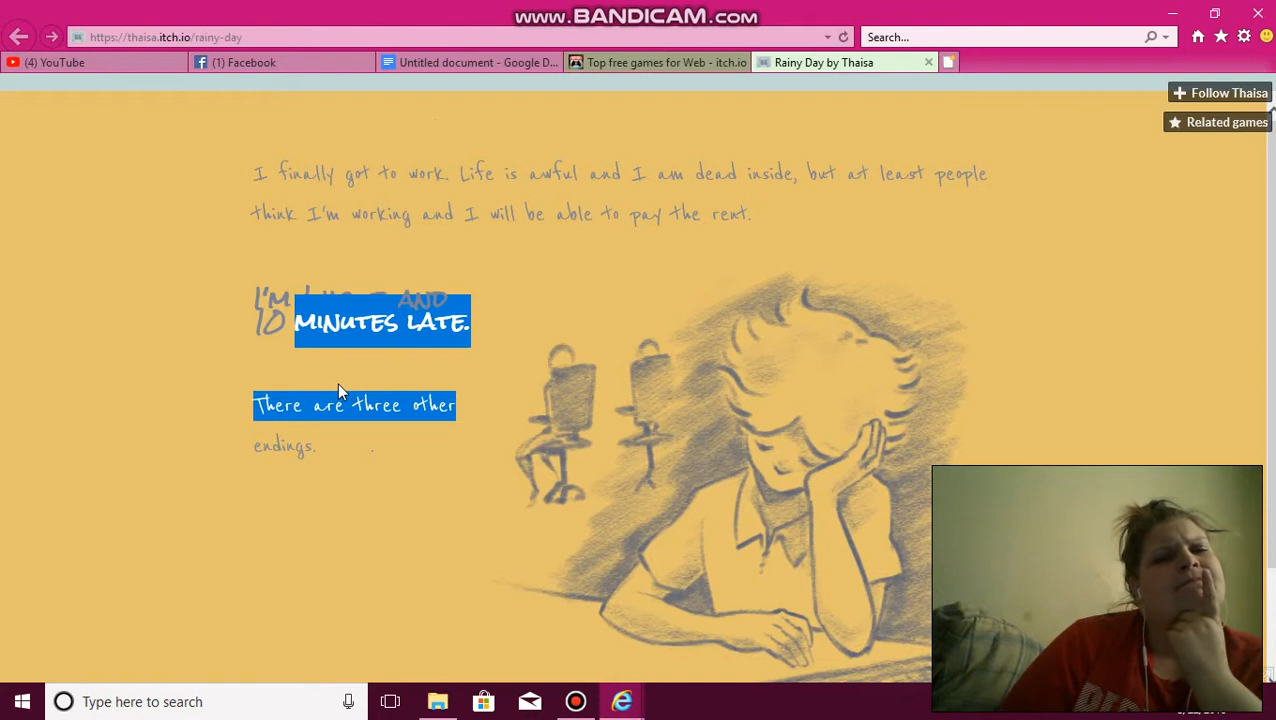 WWW.BANDICAM.COM
https://thaisa.itch.io/rainy-day
Search...
(4) YouTube
(1) Facebook
Untitled document - Google D...
Top free games for Web - itch.io
Rainy Day by Thaisa
Follow Thaisa
Related games
I finally got to work. Life is awful and I am dead inside, but at least people
think I'm working and I will be able to pay the rent.
I'M AND
10 MINUTES LATE.
There are three other
endings.
Type here to search